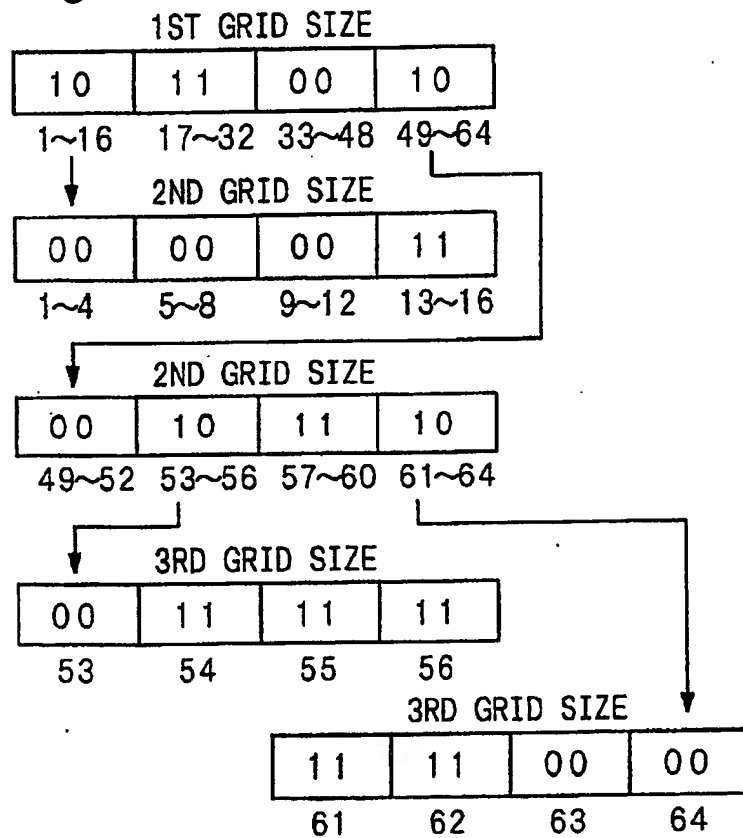 1ST GRID SIZE
10 11 00 10
1~16 17~32 33~48 49~64
2ND GRID SIZE
00 00 00 11
1~4 5~8 9~12 13~16
2ND GRID SIZE
00 10 11 10
49~52 53~56 57~60 61~64
3RD GRID SIZE
00 11 11 11
53 54 55 56
3RD GRID SIZE
11 11 00 00
61 62 63 64